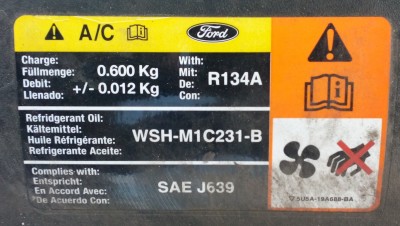 A/C Ford
Charge: With:
Füllmenge: 0.600 Kg Mit: R134A
Debit: +/- 0.012 Kg De:
Llenado: Con:
Refridgerant Oil:
Kältemittel: WSH-M1C231-B
Huile Réfrigérante:
Refrigerante Aceite:
Complies with:
Entspricht: SAE J639
En Accord Avec:
*De Acuerdo Con: